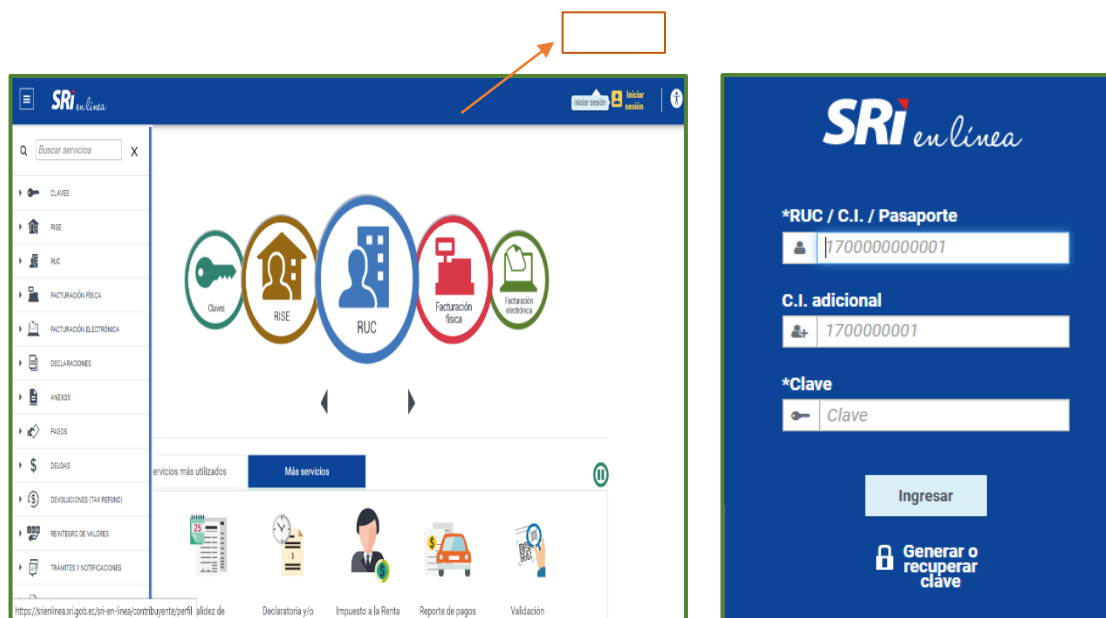 SRi en línea
Iniciar sesión
Iniciar
sesión
Buscar servicios X
CLAVES
RISE
RUC
FACTURACIÓN FÍSICA
FACTURACIÓN ELECTRÓNICA
DECLARACIONES
ANEXOS
PAGOS
DEUDAS
DEVOLUCIONES (TAX REFUND)
REINTEGRO DE VALORES
TRÁMITES Y NOTIFICACIONES
https://srienlinea.sri.gob.ec/sri-en-linea/contribuyente/perfil
Claves
RISE
RUC
Facturación
física
Facturación
electrónica
ervicios más utilizados
Más servicios
25
$
$
alidez de
Declaratoria y/o
Impuesto a la Renta
Reporte de pagos
Validación
SRi en línea
*RUC / C.I. / Pasaporte
1700000000001
C.I. adicional
1700000001
*Clave
Clave
Ingresar
Generar o
recuperar
clave